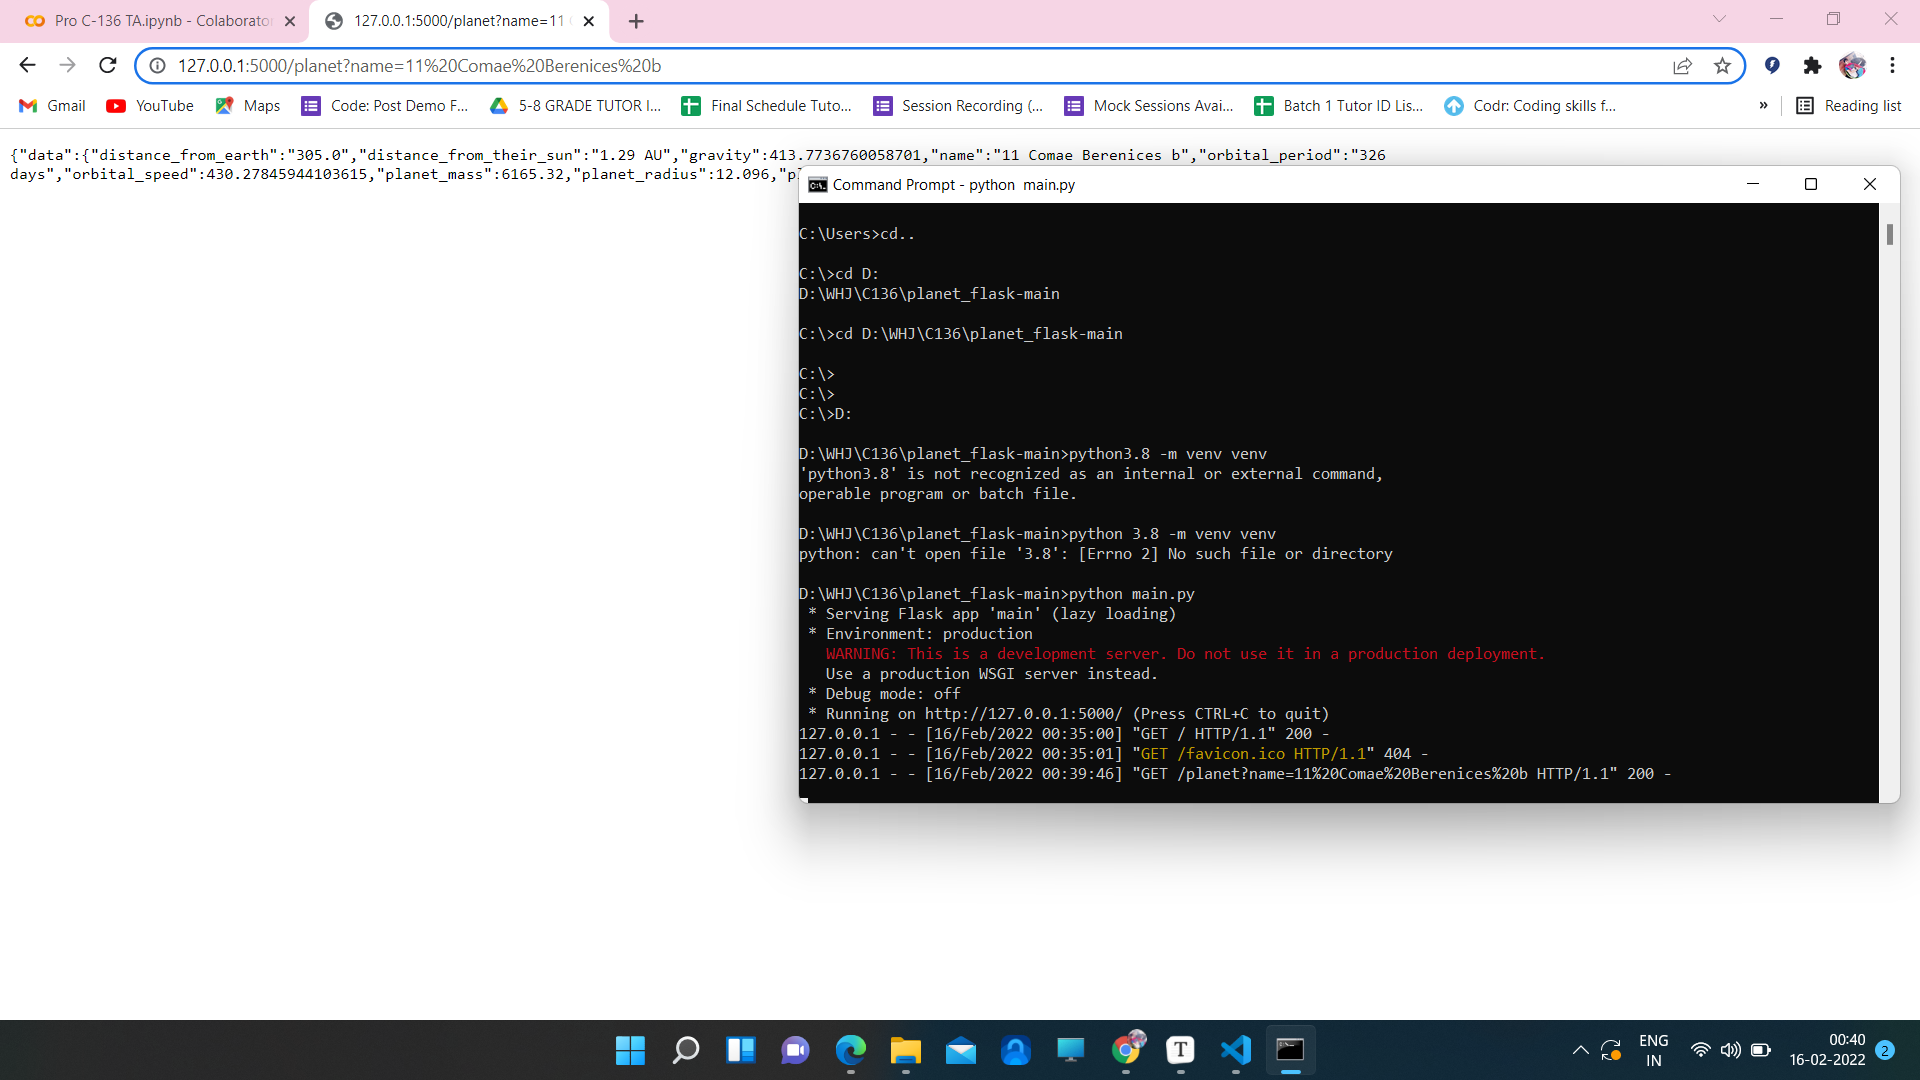 Pro C-136 TA.ipynb - Colaborator
127.0.0.1:5000/planet?name=11
127.0.0.1:5000/planet?name=11%20Comae%20Berenices%20b
Gmail YouTube Maps Code: Post Demo F... 5-8 GRADE TUTOR I... Final Schedule Tuto... Session Recording (... Mock Sessions Avai... Batch 1 Tutor ID Lis... Codr: Coding skills f... » Reading list
{"data":{"distance_from_earth":"305.0","distance_from_their_sun":"1.29 AU","gravity":413.7736760058701,"name":"11 Comae Berenices b","orbital_period":"326
days","orbital_speed":430.27845944103615,"planet_mass":6165.32,"planet_radius":12.096,"p
Command Prompt - python  main.py
C:\Users>cd..
C:\>cd D:
D:\WHJ\C136\planet_flask-main
C:\>cd D:\WHJ\C136\planet_flask-main
C:\>
C:\>
C:\>D:
D:\WHJ\C136\planet_flask-main>python3.8 -m venv venv
'python3.8' is not recognized as an internal or external command,
operable program or batch file.
D:\WHJ\C136\planet_flask-main>python 3.8 -m venv venv
python: can't open file '3.8': [Errno 2] No such file or directory
D:\WHJ\C136\planet_flask-main>python main.py
* Serving Flask app 'main' (lazy loading)
* Environment: production
WARNING: This is a development server. Do not use it in a production deployment.
Use a production WSGI server instead.
* Debug mode: off
* Running on http://127.0.0.1:5000/ (Press CTRL+C to quit)
127.0.0.1 - - [16/Feb/2022 00:35:00] "GET / HTTP/1.1" 200 -
127.0.0.1 - - [16/Feb/2022 00:35:01] "GET /favicon.ico HTTP/1.1" 404 -
127.0.0.1 - - [16/Feb/2022 00:39:46] "GET /planet?name=11%20Comae%20Berenices%20b HTTP/1.1" 200 -
ENG
IN
00:40
16-02-2022
2